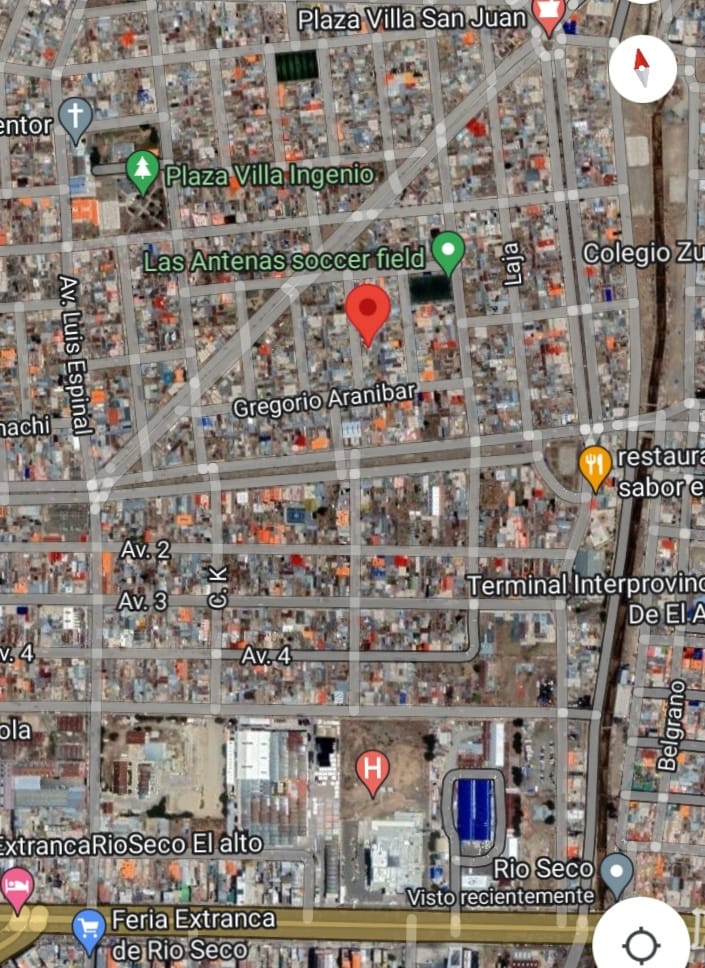 Plaza Villa San Juan
entor
Plaza Villa Ingenio
Las Antenas soccer field
Laja
Colegio Zu
Av. Luis Espinal
Gregorio Aranibar
nachi
restaura
sabor e
Av. 2
C. K
Av. 3
Terminal Interprovinc
De El A
v. 4
Av. 4
Belgrano
ola
H
ExtrancaRioSeco El alto
Rio Seco
Visto recientemente
Feria Extranca
de Rio Seco